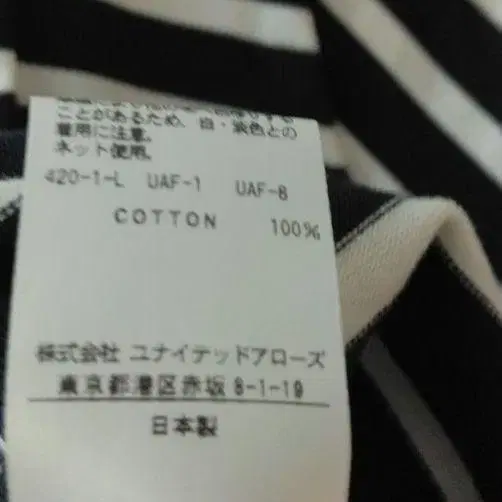 ことがあるため、白・淡色との
着用に注意。
ネット使用。
420-1-L UAF-1 UAF-8
COTTON 100%
株式会社 ユナイテッドアローズ
東京都港区赤坂 8-1-19
日本製